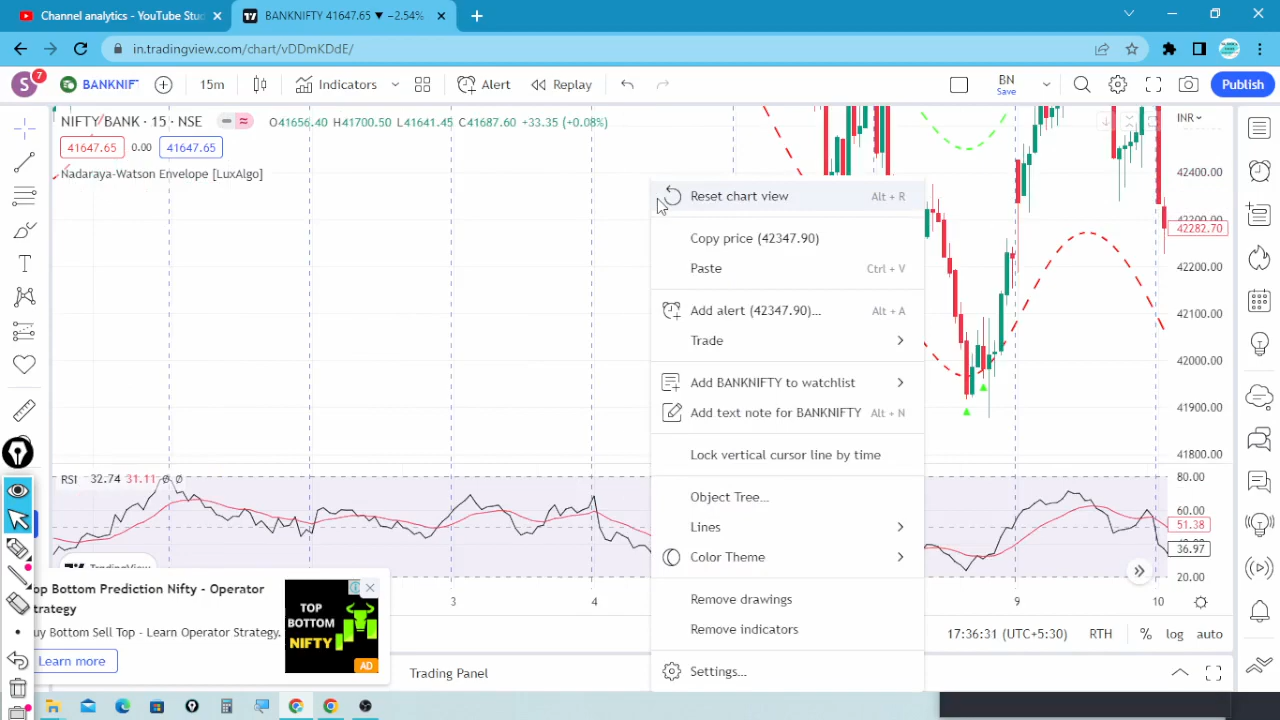 Channel analytics - YouTube Stud
BANKNIFTY 41647.65 ▼ −2.54%
in.tradingview.com/chart/vDDmKDdE/
S
7
BANKNIF
15m
Indicators
Alert
Replay
BN
Save
Publish
NIFTY BANK · 15 · NSE
O41656.40 H41700.50 L41641.45 C41687.60 +33.35 (+0.08%)
INR
41647.65
0.00
41647.65
Nadaraya-Watson Envelope [LuxAlgo]
42400.00
42300.00
42282.70
42200.00
42100.00
42000.00
41900.00
41800.00
Reset chart view Alt + R
Copy price (42347.90)
Paste Ctrl + V
Add alert (42347.90)... Alt + A
Trade
Add BANKNIFTY to watchlist
Add text note for BANKNIFTY Alt + N
Lock vertical cursor line by time
Object Tree...
Lines
Color Theme
Remove drawings
Remove indicators
Settings...
RSI 32.74 31.11 ø ø
80.00
60.00
51.38
36.97
20.00
TradingView
op Bottom Prediction Nifty - Operator
trategy
uy Bottom Sell Top - Learn Operator Strategy.
Learn more
TOP
BOTTOM
NIFTY
AD
3
4
9
10
17:36:31 (UTC+5:30)
RTH
%
log
auto
Trading Panel